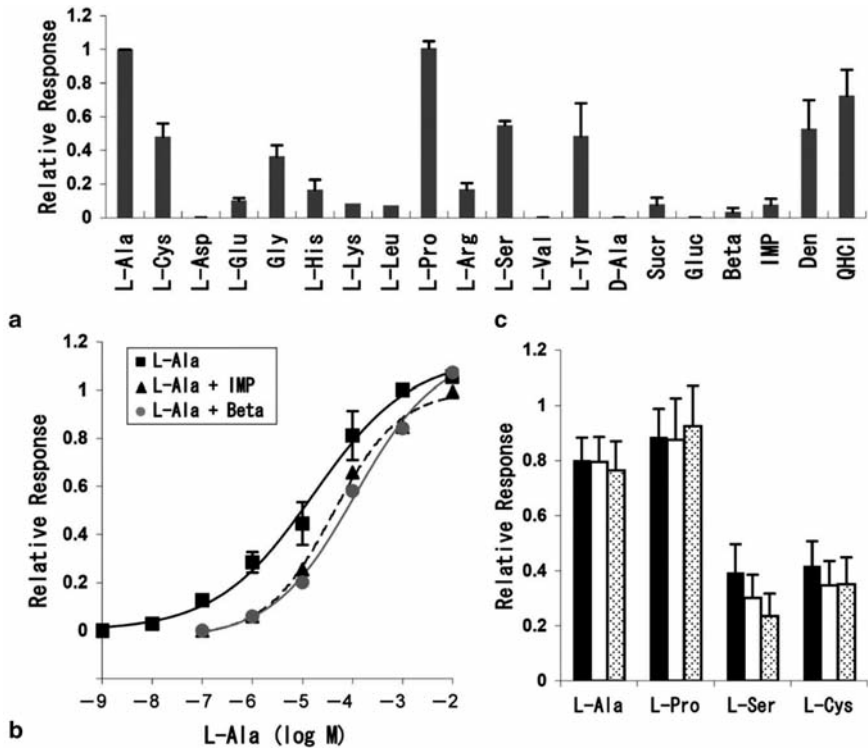 Relative Response
1.2
1
0.8
0.6
0.4
0.2
0
L-Ala
L-Cys
L-Asp
L-Glu
Gly
L-His
L-Lys
L-Leu
L-Pro
L-Arg
L-Ser
L-Val
L-Tyr
D-Ala
Sucr
Gluc
Beta
IMP
Den
QHCl
a
Relative Response
1.2
1
0.8
0.6
0.4
0.2
0
L-Ala
L-Ala + IMP
L-Ala + Beta
-9
-8
-7
-6
-5
-4
-3
-2
L-Ala (log M)
b
c
Relative Response
1.2
1
0.8
0.6
0.4
0.2
0
L-Ala
L-Pro
L-Ser
L-Cys